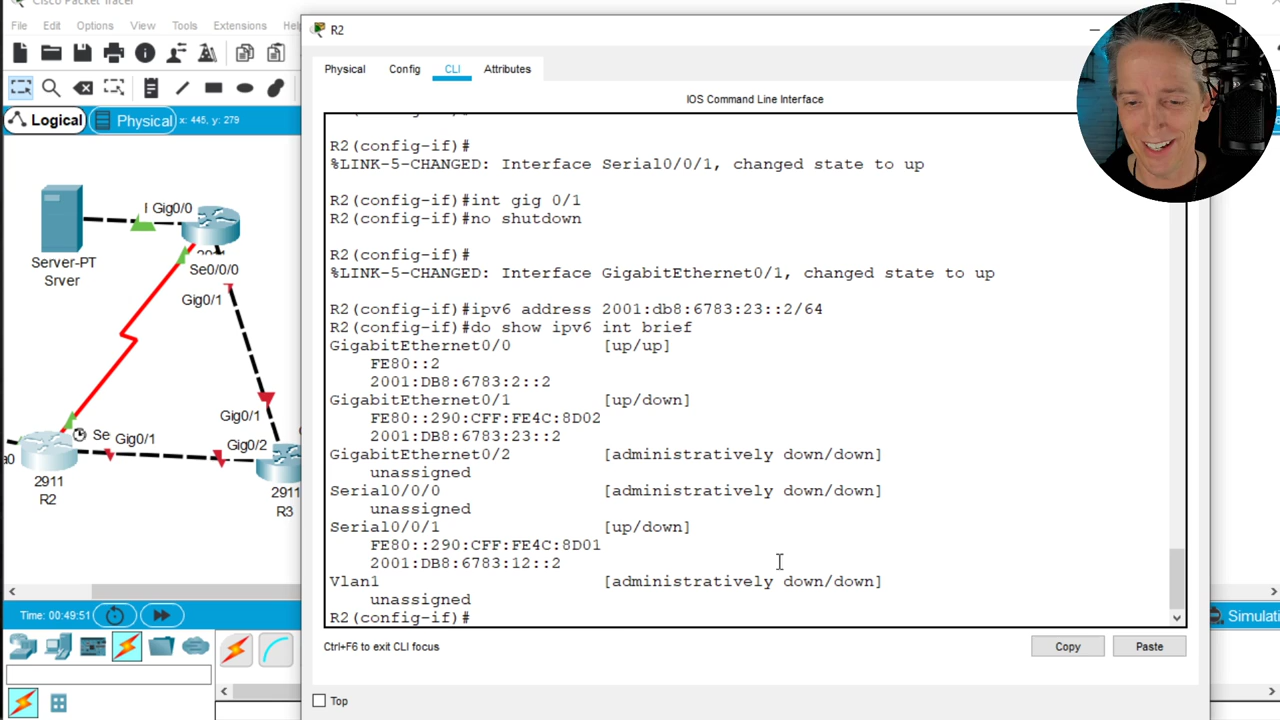 Cisco Packet Tracer
R2
File Edit Options View Tools Extensions
Physical Config CLI Attributes
IOS Command Line Interface
Logical Physical x: 445, y: 279
R2(config-if)#
%LINK-5-CHANGED: Interface Serial0/0/1, changed state to up
R2(config-if)#int gig 0/1
R2(config-if)#no shutdown
R2(config-if)#
%LINK-5-CHANGED: Interface GigabitEthernet0/1, changed state to up
R2(config-if)#ipv6 address 2001:db8:6783:23::2/64
R2(config-if)#do show ipv6 int brief
GigabitEthernet0/0 [up/up]
FE80::2
2001:DB8:6783:2::2
GigabitEthernet0/1 [up/down]
FE80::290:CFF:FE4C:8D02
2001:DB8:6783:23::2
GigabitEthernet0/2 [administratively down/down]
unassigned
Serial0/0/0 [administratively down/down]
unassigned
Serial0/0/1 [up/down]
FE80::290:CFF:FE4C:8D01
2001:DB8:6783:12::2
Vlan1 [administratively down/down]
unassigned
R2(config-if)#
Ctrl+F6 to exit CLI focus
Copy Paste
Top
Gig0/0
Server-PT
Srver
Se0/0/0
Gig0/1
Gig0/1
Se Gig0/1
Gig0/2
2911
R2
2911
R3
Time: 00:49:51